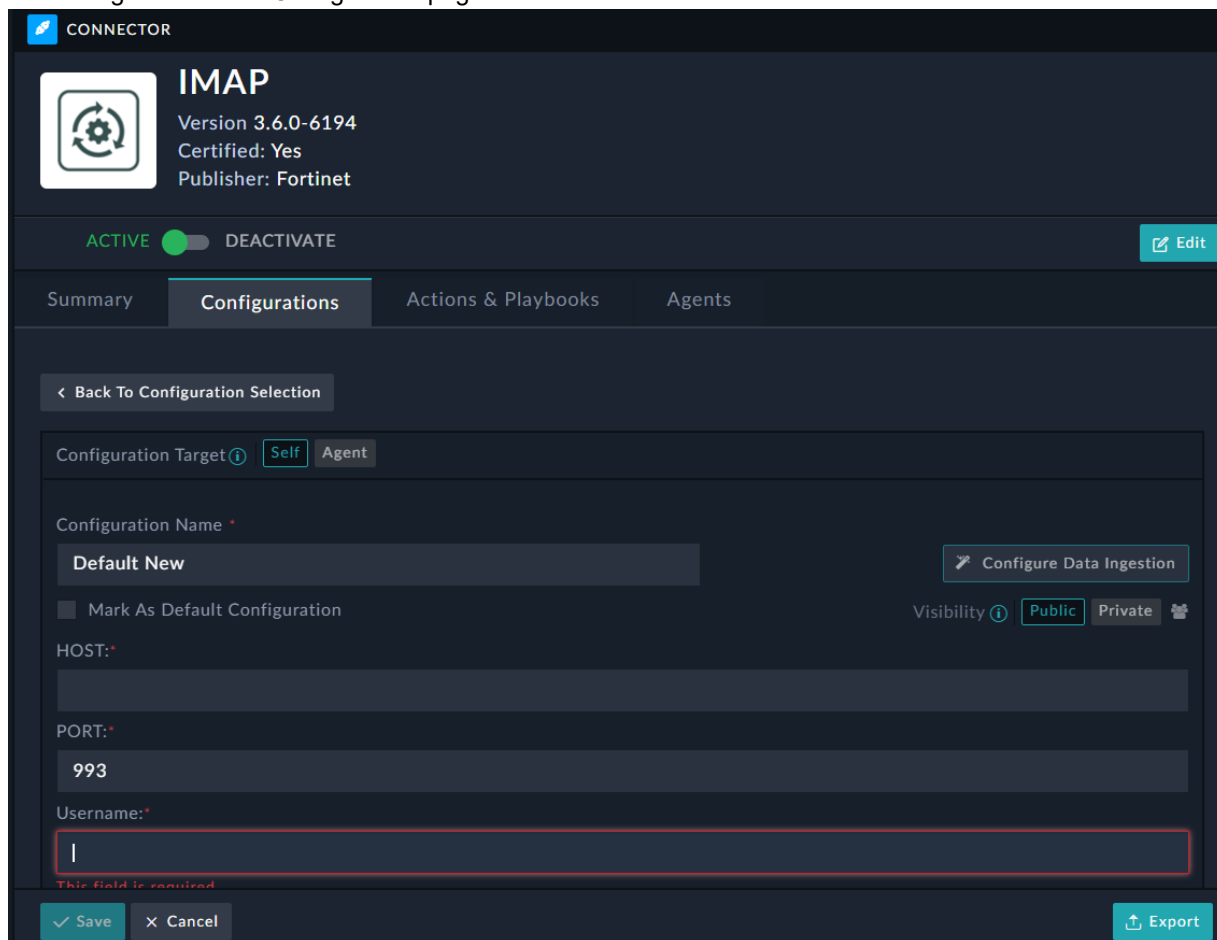 CONNECTOR
IMAP
Version 3.6.0-6194
Certified: Yes
Publisher: Fortinet
ACTIVE DEACTIVATE Edit
Summary Configurations Actions & Playbooks Agents
< Back To Configuration Selection
Configuration Target Self Agent
Configuration Name *
Default New
Configure Data Ingestion
Mark As Default Configuration
Visibility Public Private
HOST:*
PORT:*
993
Username:*
This field is required
Save × Cancel Export